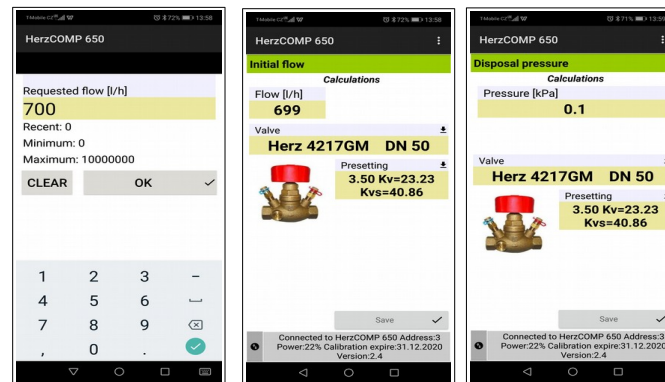 T-Mobile CZ 72% 13:58
HerzCOMP 650
Requested flow [l/h]
700
Recent: 0
Minimum: 0
Maximum: 10000000
CLEAR OK
1 2 3 –
4 5 6
7 8 9
, 0 .
T-Mobile CZ 72% 13:58
HerzCOMP 650
Initial flow
Calculations
Flow [l/h]
699
Valve
Herz 4217GM DN 50
Presetting
3.50 Kv=23.23
Kvs=40.86
Save
Connected to HerzCOMP 650 Address:3
Power:22% Calibration expire:31.12.2020
Version:2.4
T-Mobile CZ 71% 13:59
HerzCOMP 650
Disposal pressure
Calculations
Pressure [kPa]
0.1
Valve
Herz 4217GM DN 50
Presetting
3.50 Kv=23.23
Kvs=40.86
Save
Connected to HerzCOMP 650 Address:3
Power:22% Calibration expire:31.12.2020
Version:2.4